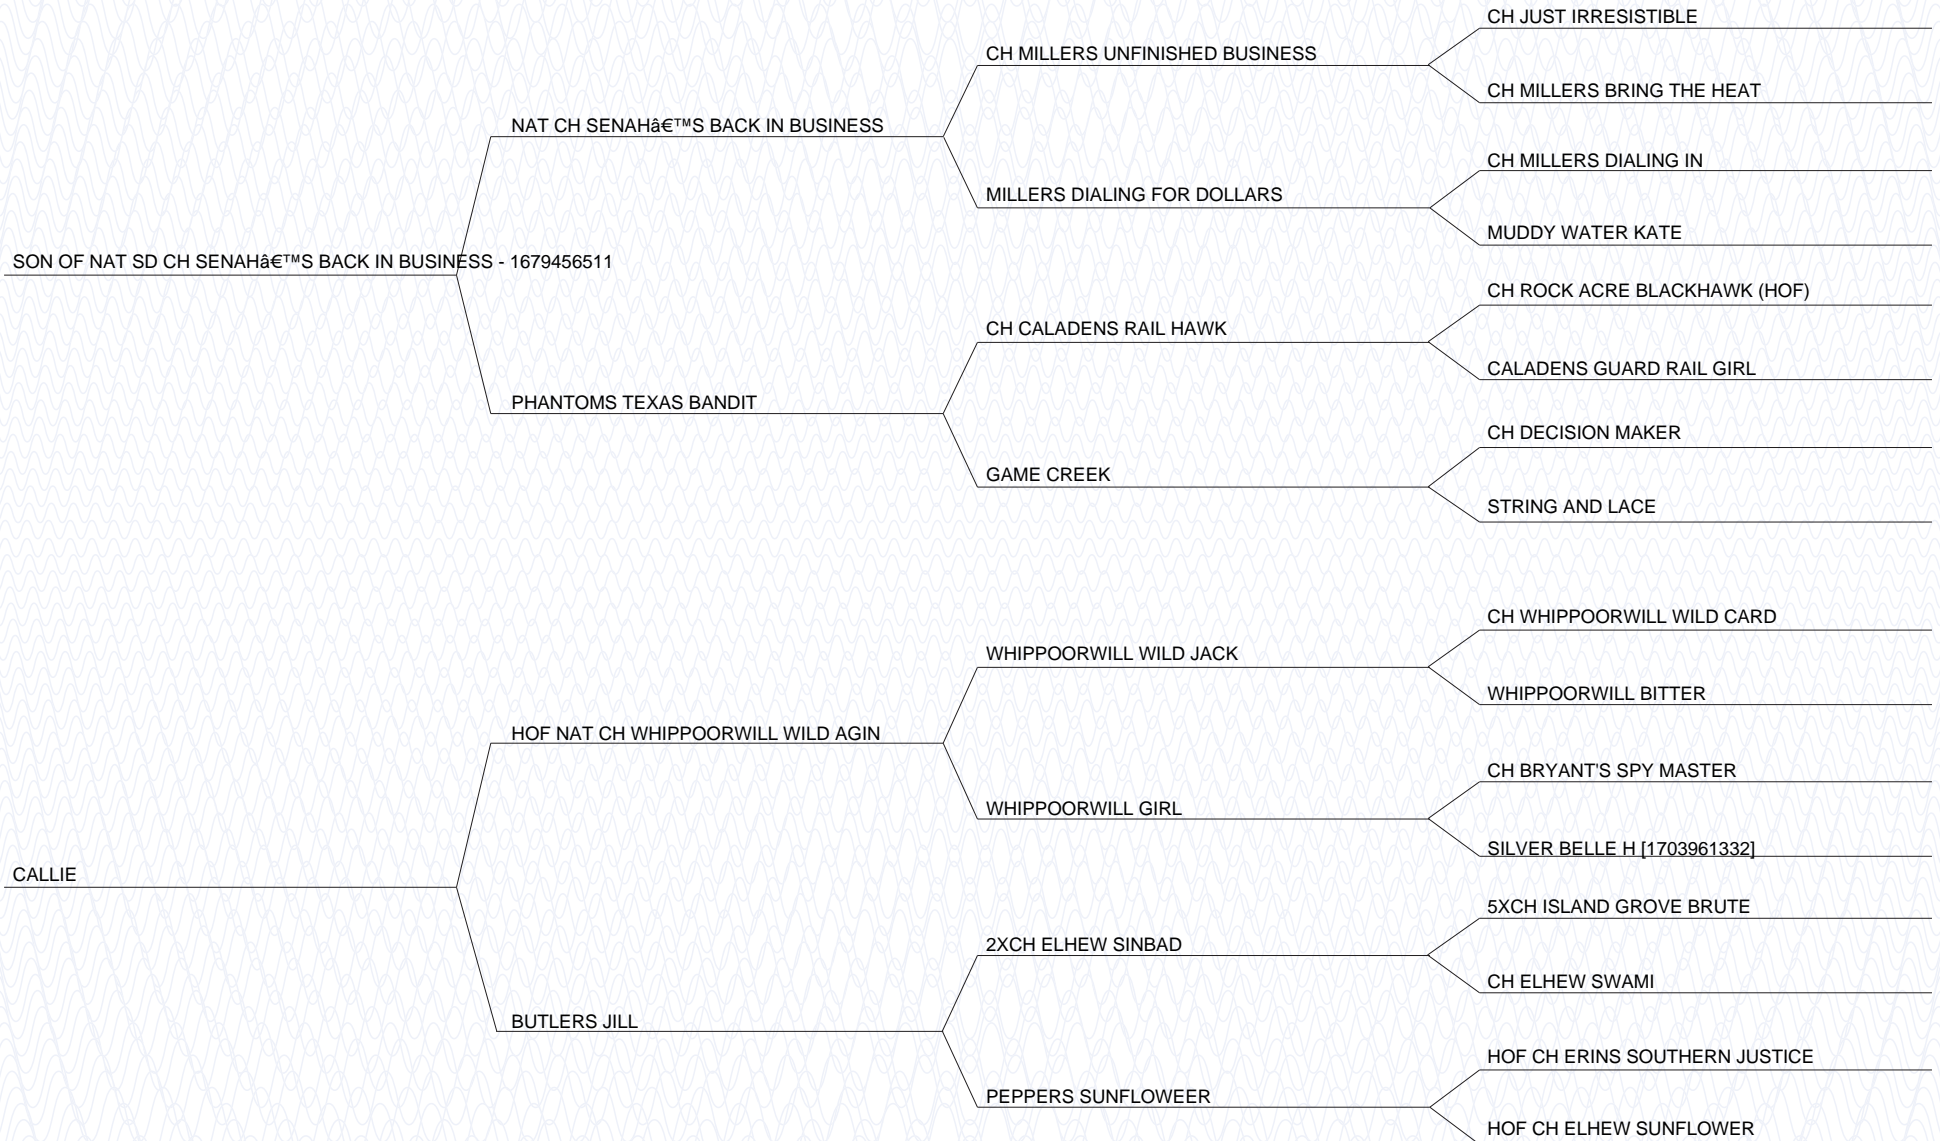 CH JUST IRRESISTIBLE
CH MILLERS UNFINISHED BUSINESS
CH MILLERS BRING THE HEAT
NAT CH SENAHâ€™S BACK IN BUSINESS
CH MILLERS DIALING IN
MILLERS DIALING FOR DOLLARS
MUDDY WATER KATE
SON OF NAT SD CH SENAHâ€™S BACK IN BUSINESS - 1679456511
CH ROCK ACRE BLACKHAWK (HOF)
CH CALADENS RAIL HAWK
CALADENS GUARD RAIL GIRL
PHANTOMS TEXAS BANDIT
CH DECISION MAKER
GAME CREEK
STRING AND LACE
CH WHIPPOORWILL WILD CARD
WHIPPOORWILL WILD JACK
WHIPPOORWILL BITTER
HOF NAT CH WHIPPOORWILL WILD AGIN
CH BRYANT'S SPY MASTER
WHIPPOORWILL GIRL
SILVER BELLE H [1703961332]
CALLIE
5XCH ISLAND GROVE BRUTE
2XCH ELHEW SINBAD
CH ELHEW SWAMI
BUTLERS JILL
HOF CH ERINS SOUTHERN JUSTICE
PEPPERS SUNFLOWEER
HOF CH ELHEW SUNFLOWER